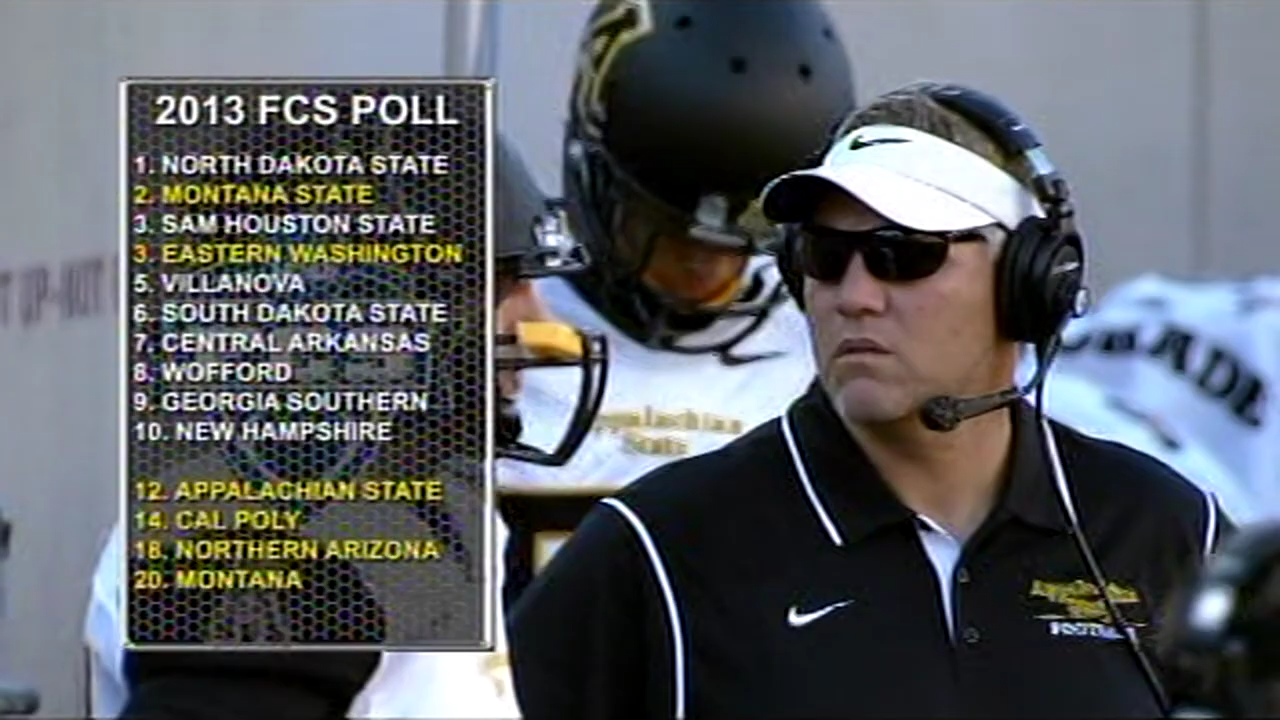 2013 FCS POLL
1. NORTH DAKOTA STATE
2. MONTANA STATE
3. SAM HOUSTON STATE
3. EASTERN WASHINGTON
5. VILLANOVA
6. SOUTH DAKOTA STATE
7. CENTRAL ARKANSAS
8. WOFFORD
9. GEORGIA SOUTHERN
10. NEW HAMPSHIRE
12. APPALACHIAN STATE
14. CAL POLY
18. NORTHERN ARIZONA
20. MONTANA
Appalachian
State